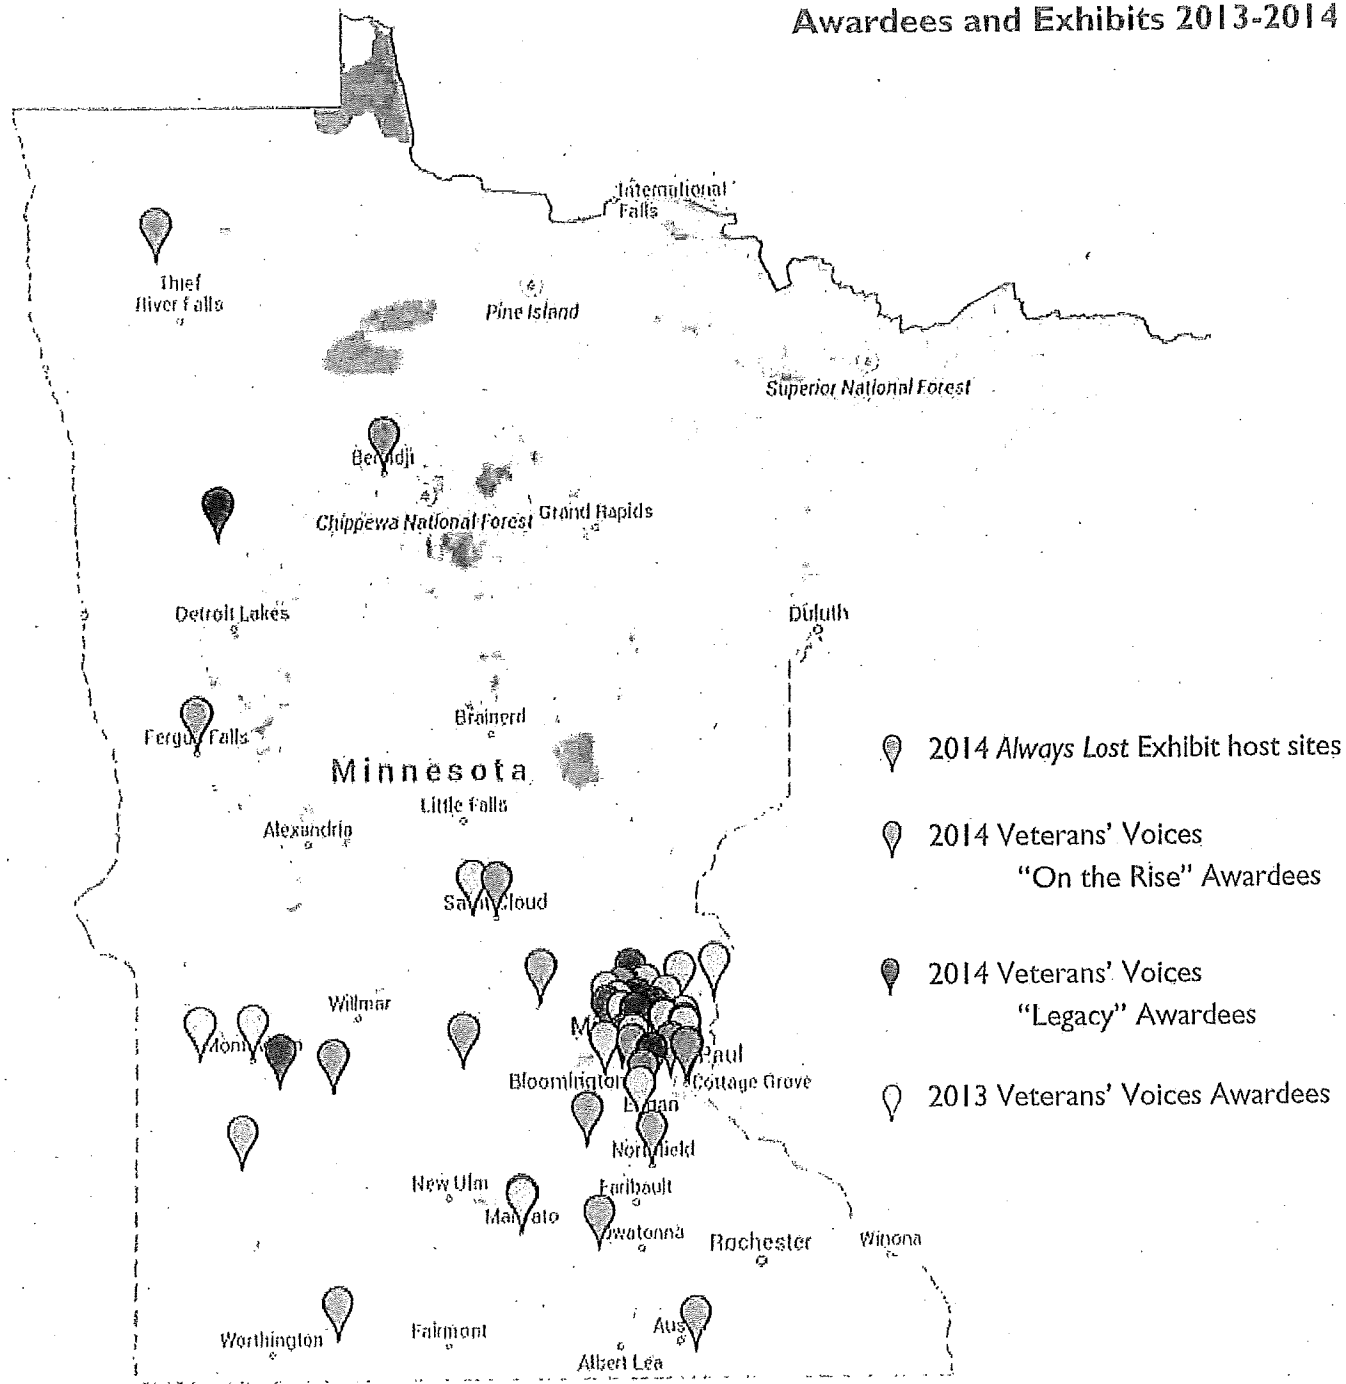 Awardees and Exhibits 2013-2014
International
Falls
Thief
River Falls
Pine Island
Superior National Forest
Chippewa National Forest
Grand Rapids
Detroit Lakes
Duluth
Brainerd
Fergus Falls
2014 Always Lost Exhibit host sites
Minnesota
Little Falls
Alexandria
2014 Veterans' Voices
"On the Rise" Awardees
2014 Veterans' Voices
"Legacy" Awardees
Willmar
Paul
Bloomington
Cottage Grove
2013 Veterans' Voices Awardees
New Ulm
Faribault
Rochester
Winona
Worthington
Fairmont
Albert Lea